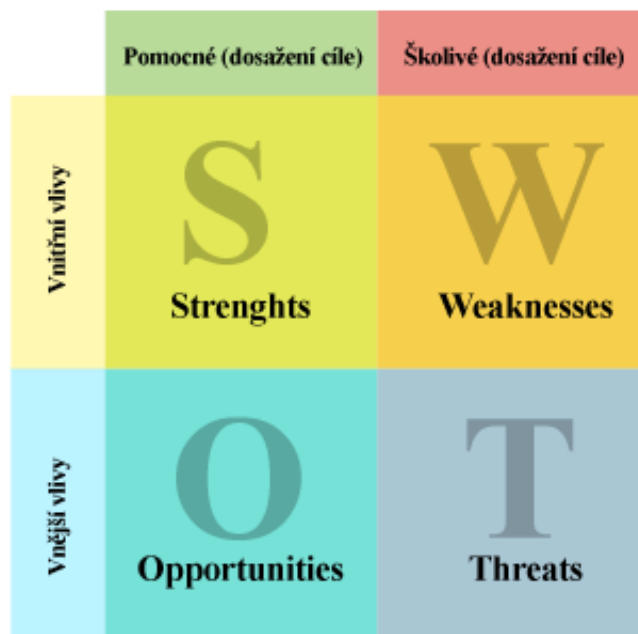 Pomocné (dosažení cíle)
Školivé (dosažení cíle)
Vnitřní vlivy
S
Strenghts
W
Weaknesses
Vnější vlivy
O
Opportunities
T
Threats